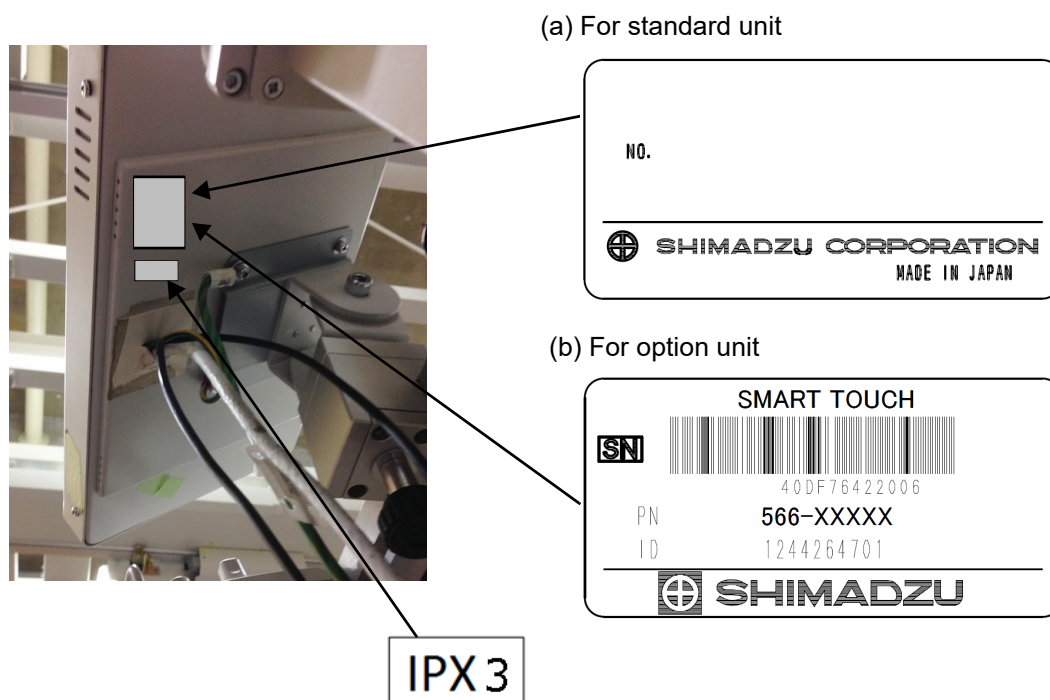 (a) For standard unit
NO.
SHIMADZU CORPORATION
MADE IN JAPAN
(b) For option unit
SMART TOUCH
SN
40DF76422006
PN 566-XXXXX
ID 1244264701
SHIMADZU
IPX3